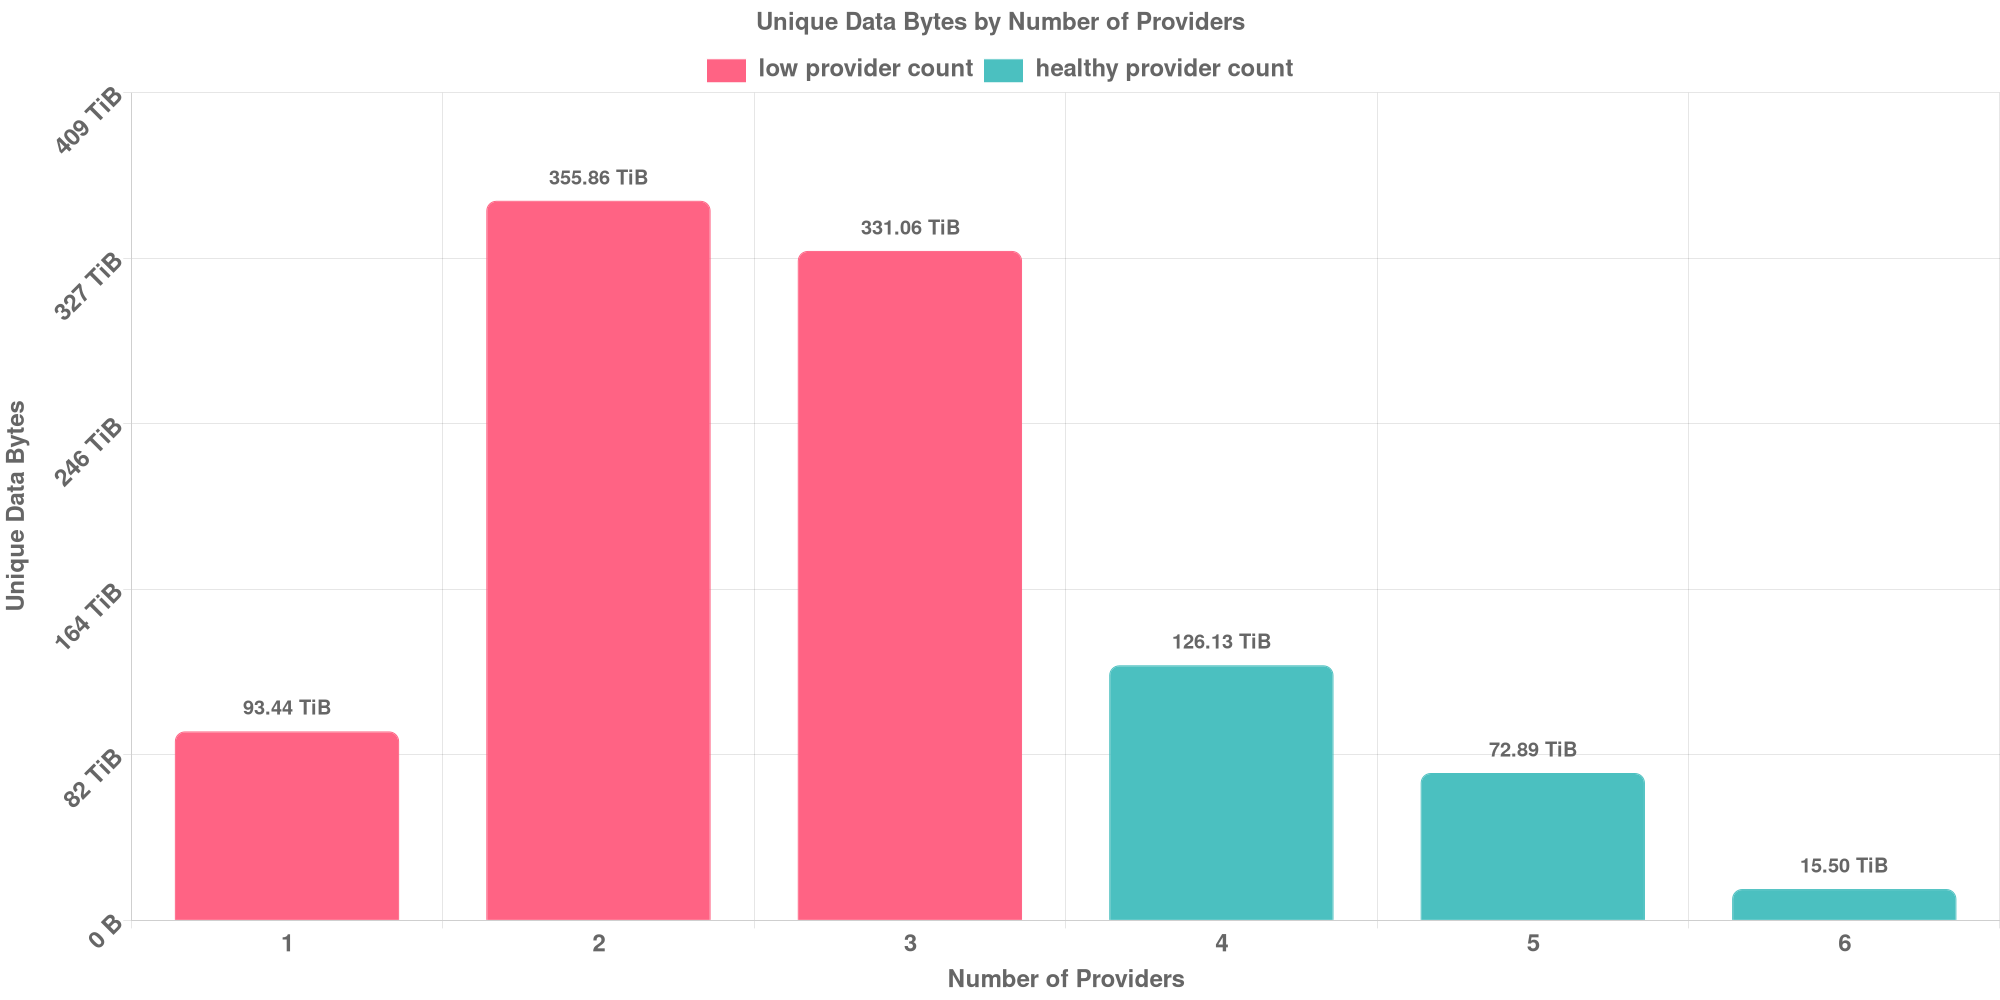 Unique Data Bytes by Number of Providers
low provider count
healthy provider count
409 TiB
327 TiB
246 TiB
164 TiB
82 TiB
0 B
Unique Data Bytes
93.44 TiB
355.86 TiB
331.06 TiB
126.13 TiB
72.89 TiB
15.50 TiB
1
2
3
4
5
6
Number of Providers